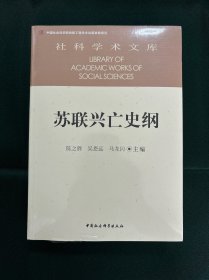 社科学术文库
LIBRARY OF
ACADEMIC WORKS OF
SOCIAL SCIENCES
苏联兴亡史纲
陈之骅 吴恩远 马龙闪 主编
中国社会科学出版社